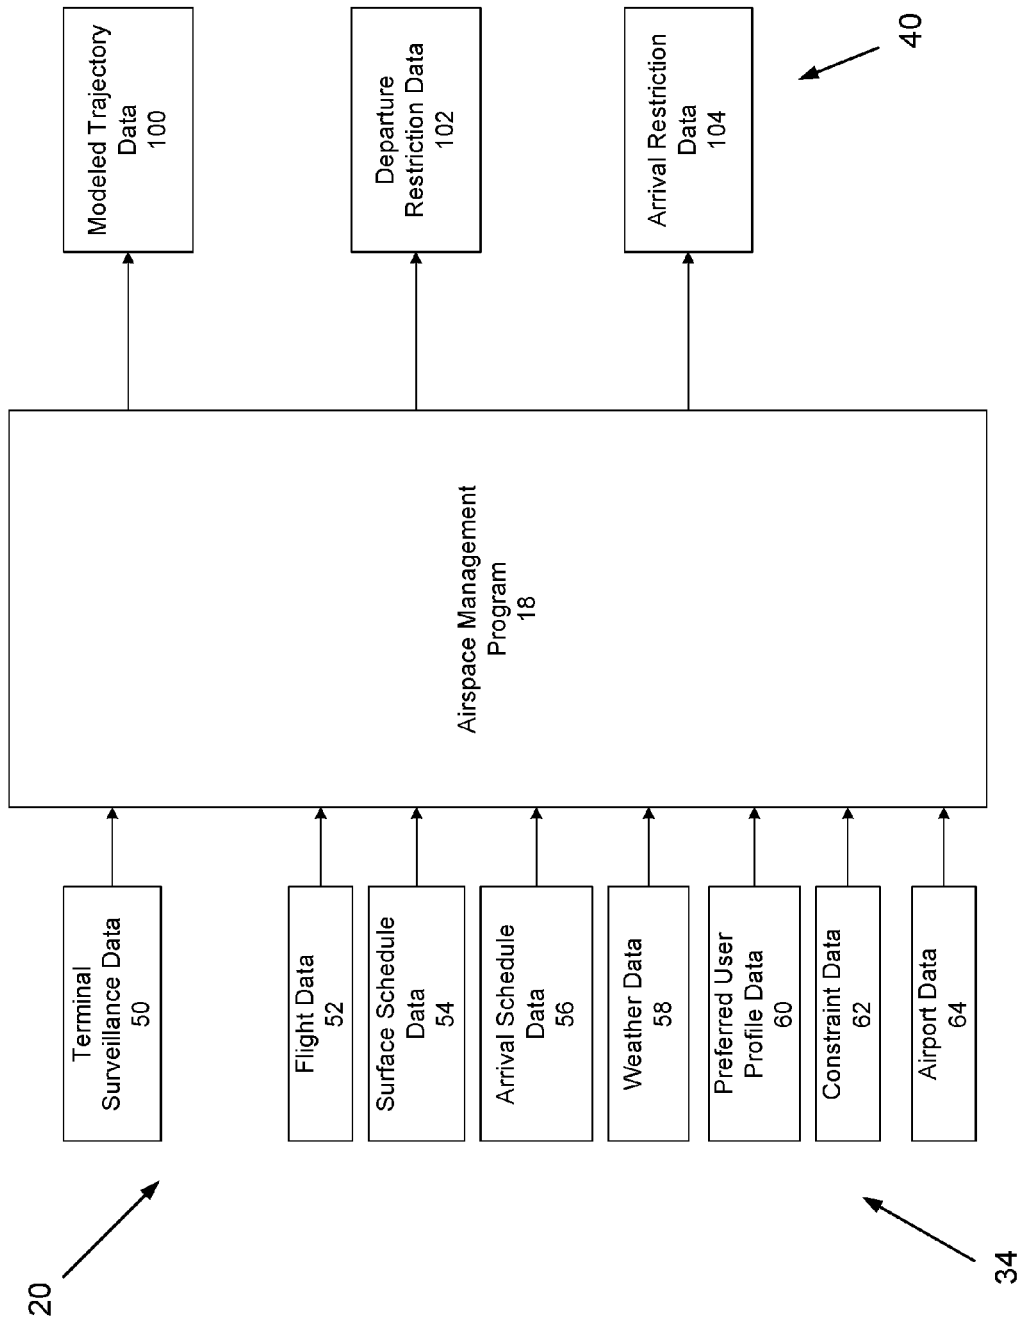 20
Terminal
Surveillance Data
50
Flight Data
52
Surface Schedule
Data
54
Arrival Schedule
Data
56
Weather Data
58
Preferred User
Profile Data
60
Constraint Data
62
Airport Data
64
34
Airspace Management
Program
18
Modeled Trajectory
Data
100
Departure
Restriction Data
102
Arrival Restriction
Data
104
40